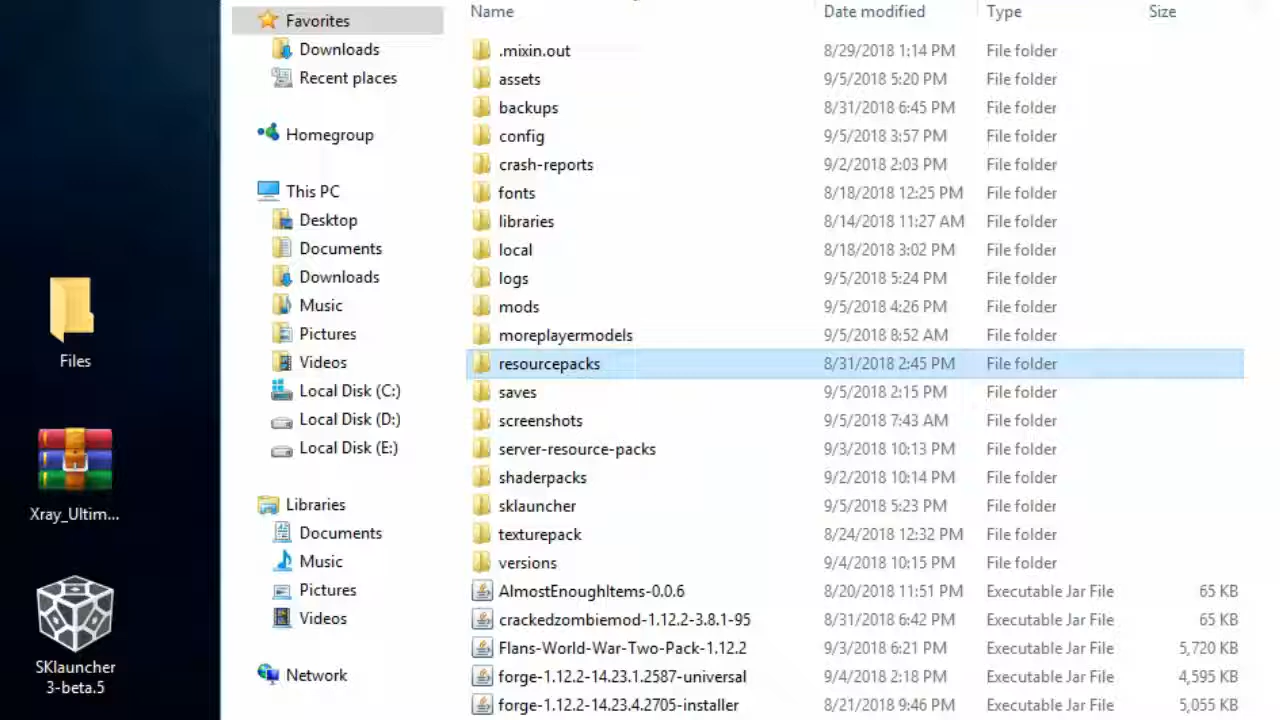 Files
Xray_Ultim...
SKlauncher
3-beta.5
Favorites
Downloads
Recent places
Homegroup
This PC
Desktop
Documents
Downloads
Music
Pictures
Videos
Local Disk (C:)
Local Disk (D:)
Local Disk (E:)
Libraries
Documents
Music
Pictures
Videos
Network
Name Date modified Type Size
.mixin.out 8/29/2018 1:14 PM File folder
assets 9/5/2018 5:20 PM File folder
backups 8/31/2018 6:45 PM File folder
config 9/5/2018 3:57 PM File folder
crash-reports 9/2/2018 2:03 PM File folder
fonts 8/18/2018 12:25 PM File folder
libraries 8/14/2018 11:27 AM File folder
local 8/18/2018 3:02 PM File folder
logs 9/5/2018 5:24 PM File folder
mods 9/5/2018 4:26 PM File folder
moreplayermodels 9/5/2018 8:52 AM File folder
resourcepacks 8/31/2018 2:45 PM File folder
saves 9/5/2018 2:15 PM File folder
screenshots 9/5/2018 7:43 AM File folder
server-resource-packs 9/3/2018 10:13 PM File folder
shaderpacks 9/2/2018 10:14 PM File folder
sklauncher 9/5/2018 5:23 PM File folder
texturepack 8/24/2018 12:32 PM File folder
versions 9/4/2018 10:15 PM File folder
AlmostEnoughItems-0.0.6 8/20/2018 11:51 PM Executable Jar File 65 KB
crackedzombiemod-1.12.2-3.8.1-95 8/31/2018 6:42 PM Executable Jar File 65 KB
Flans-World-War-Two-Pack-1.12.2 9/3/2018 6:21 PM Executable Jar File 5,720 KB
forge-1.12.2-14.23.1.2587-universal 9/4/2018 2:18 PM Executable Jar File 4,595 KB
forge-1.12.2-14.23.4.2705-installer 8/21/2018 9:46 PM Executable Jar File 5,055 KB